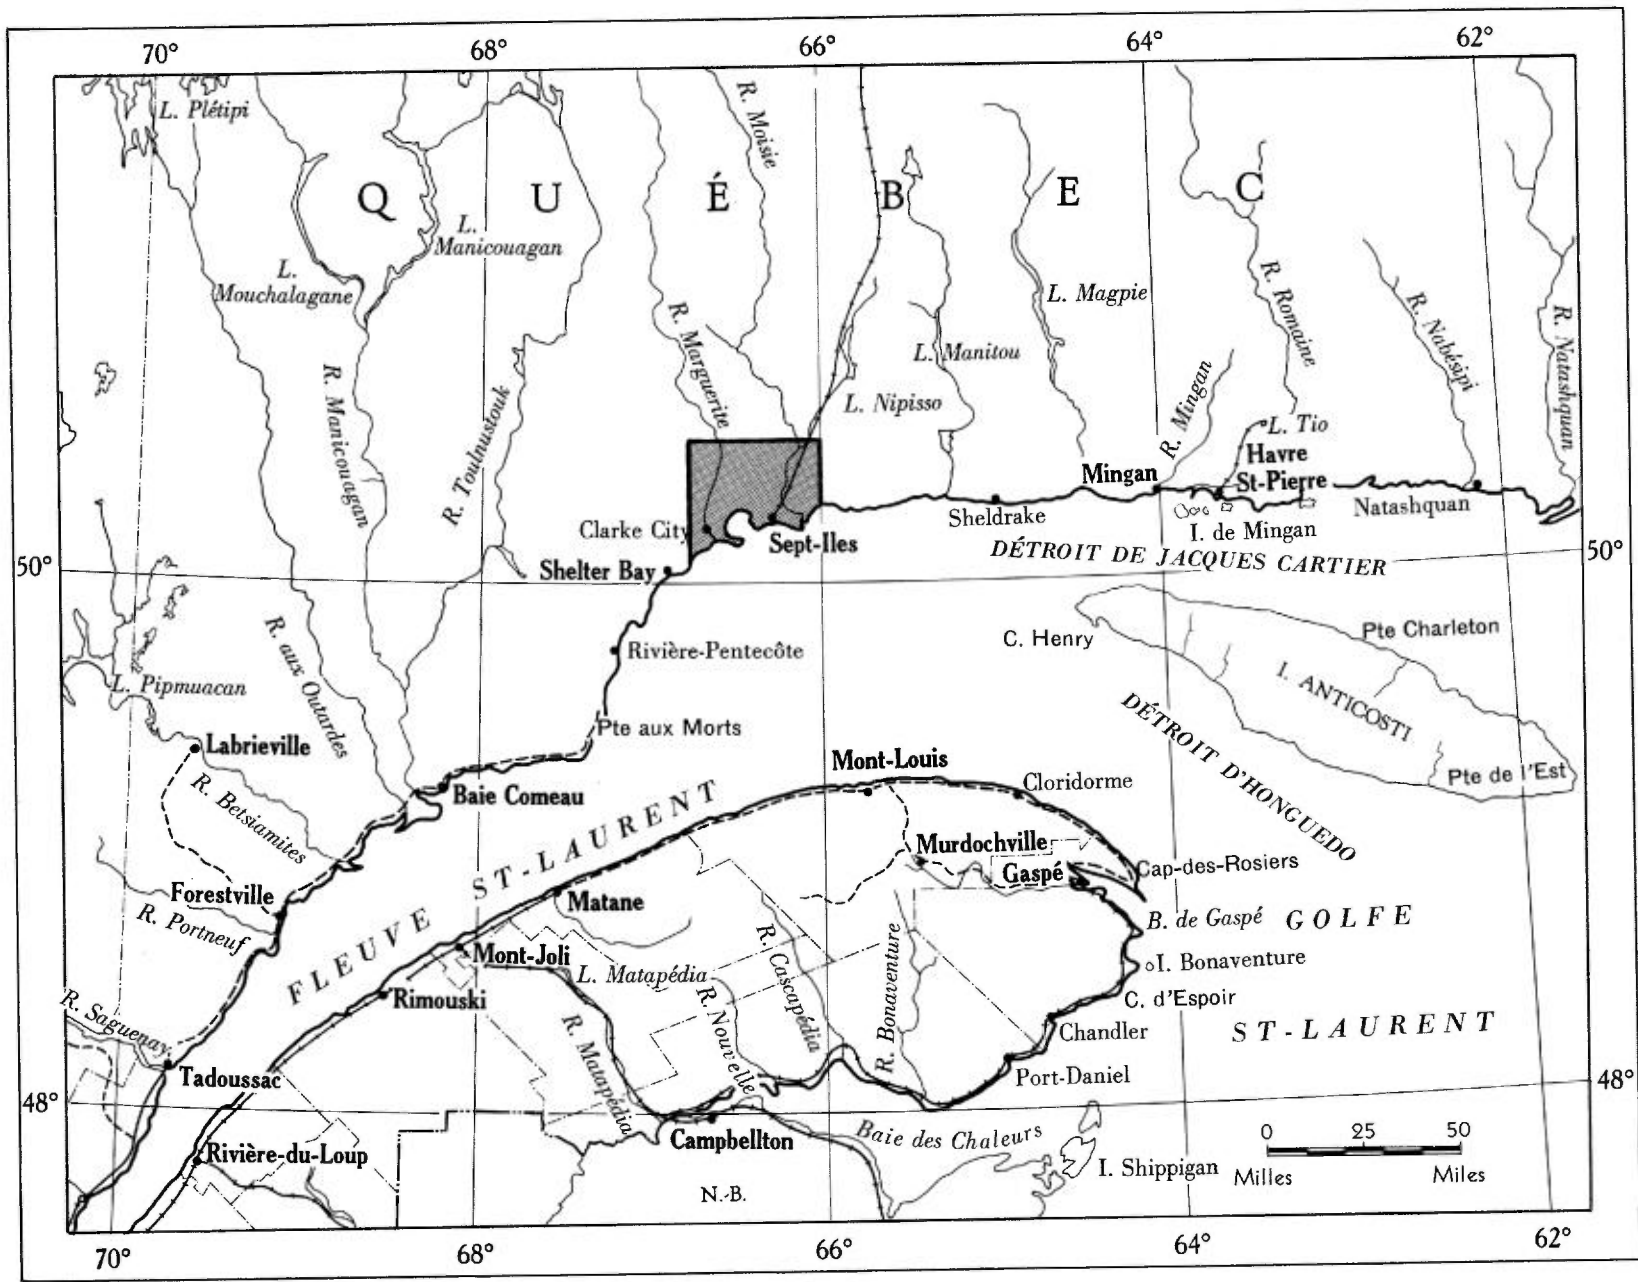 70°
68°
66°
64°
62°
L. Plétipi
R. Moisie
Q U É B E C
L.
Manicouagan
L.
Mouchalagane
R. Marguerite
L. Magpie
R. Romaine
R. Nabésipi
R. Natashquan
R. Manicouagan
R. Toulnustouk
L. Manitou
L. Nipisso
R. Mingan
L. Tio
Havre
St-Pierre
Mingan
Natashquan
Sheldrake
I. de Mingan
Clarke City
Sept-Iles
DÉTROIT DE JACQUES CARTIER
50°
50°
Shelter Bay
C. Henry
Pte Charleton
R. aux Outardes
Rivière-Pentecôte
I. ANTICOSTI
L. Pipmuacan
Pte aux Morts
DÉTROIT D'HONGUEDO
Labrieville
Mont-Louis
Pte de l'Est
Cloridorme
R. Betsiamites
Baie Comeau
FLEUVE ST-LAURENT
Murdochville
Gaspé
Cap-des-Rosiers
Forestville
Matane
R. Portneuf
B. de Gaspé
GOLFE
Mont-Joli
L. Matapédia
R. Cascapédia
R. Bonaventure
I. Bonaventure
Rimouski
C. d'Espoir
R. Saguenay
R. Matapédia
R. Nouvelle
Chandler
ST-LAURENT
Tadoussac
Port-Daniel
48°
48°
Rivière-du-Loup
Campbellton
Baie des Chaleurs
I. Shippigan
0 25 50
Milles Miles
N.-B.
70°
68°
66°
64°
62°